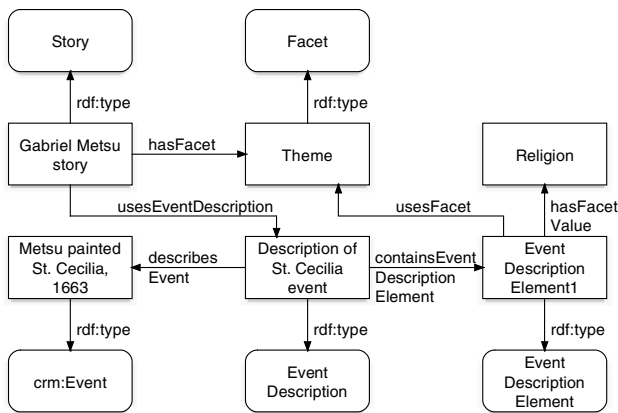 Story
Facet
rdf:type
rdf:type
Gabriel Metsu
story
hasFacet
Theme
Religion
usesEventDescription
usesFacet
hasFacet
Value
Metsu painted
St. Cecilia,
1663
describes
Event
Description of
St. Cecilia
event
containsEvent
Description
Element
Event
Description
Element1
rdf:type
rdf:type
rdf:type
crm:Event
Event
Description
Event
Description
Element